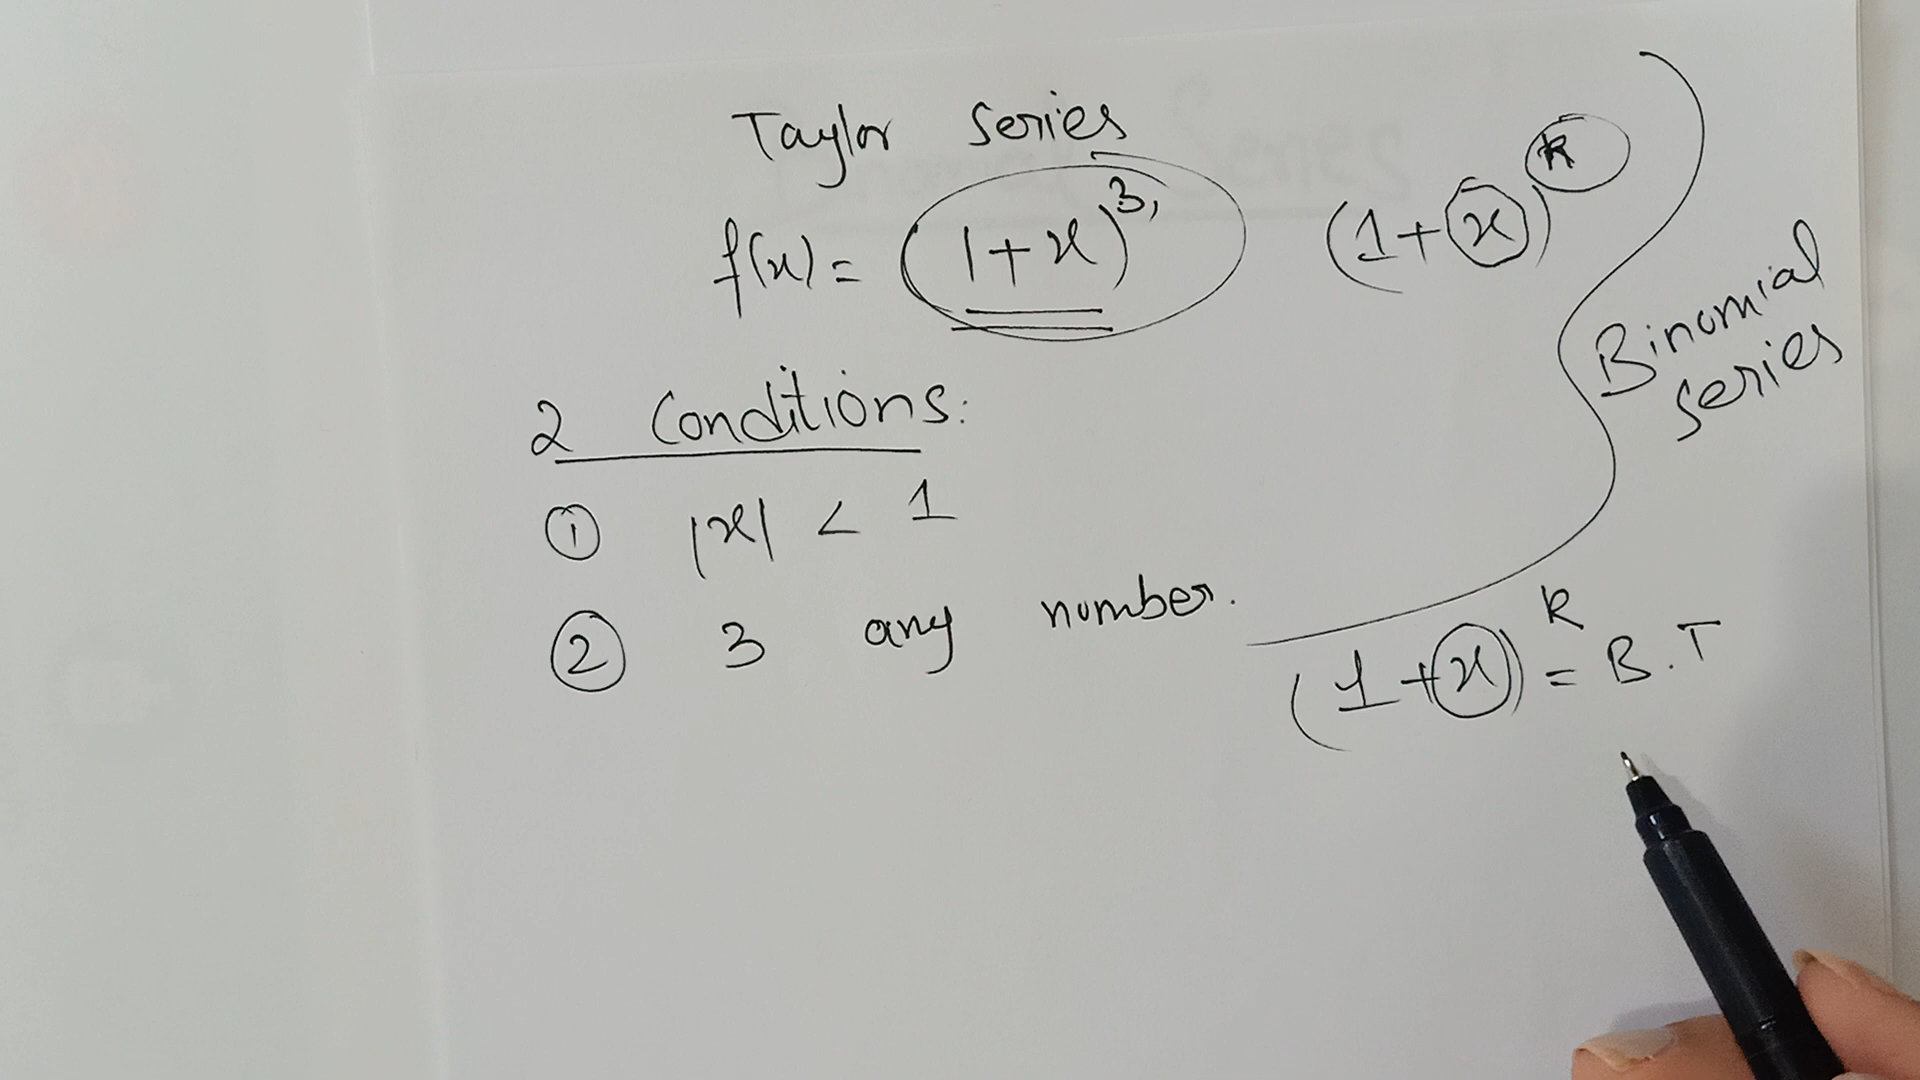 Taylor Series
f(x) = (1+x)^3, (1+x)^k
Binomial
series
2 Conditions:
① |x| < 1
② 3 any number.
(1+x)^k = B.T